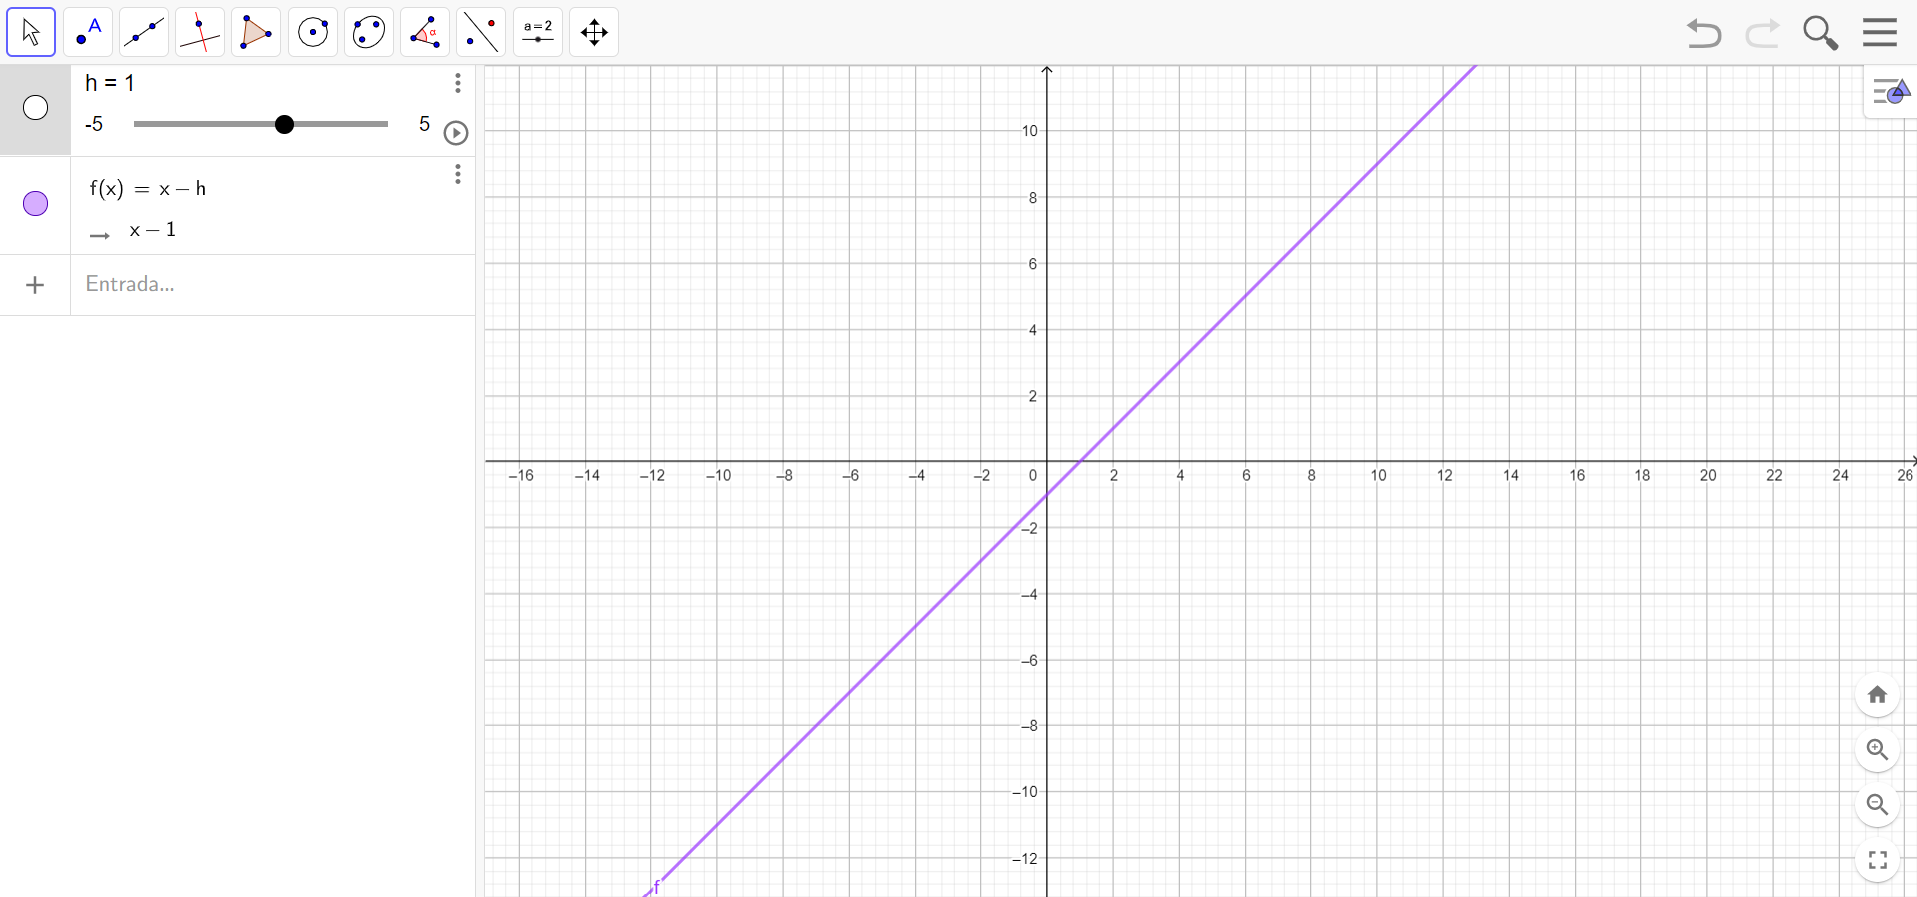 A
α
a=2
h = 1
-5
5
f(x) = x – h
→ x – 1
+ Entrada...
10
8
6
4
2
–16 –14 –12 –10 –8 –6 –4 –2 0 2 4 6 8 10 12 14 16 18 20 22 24 26
–2
–4
–6
–8
–10
–12
f